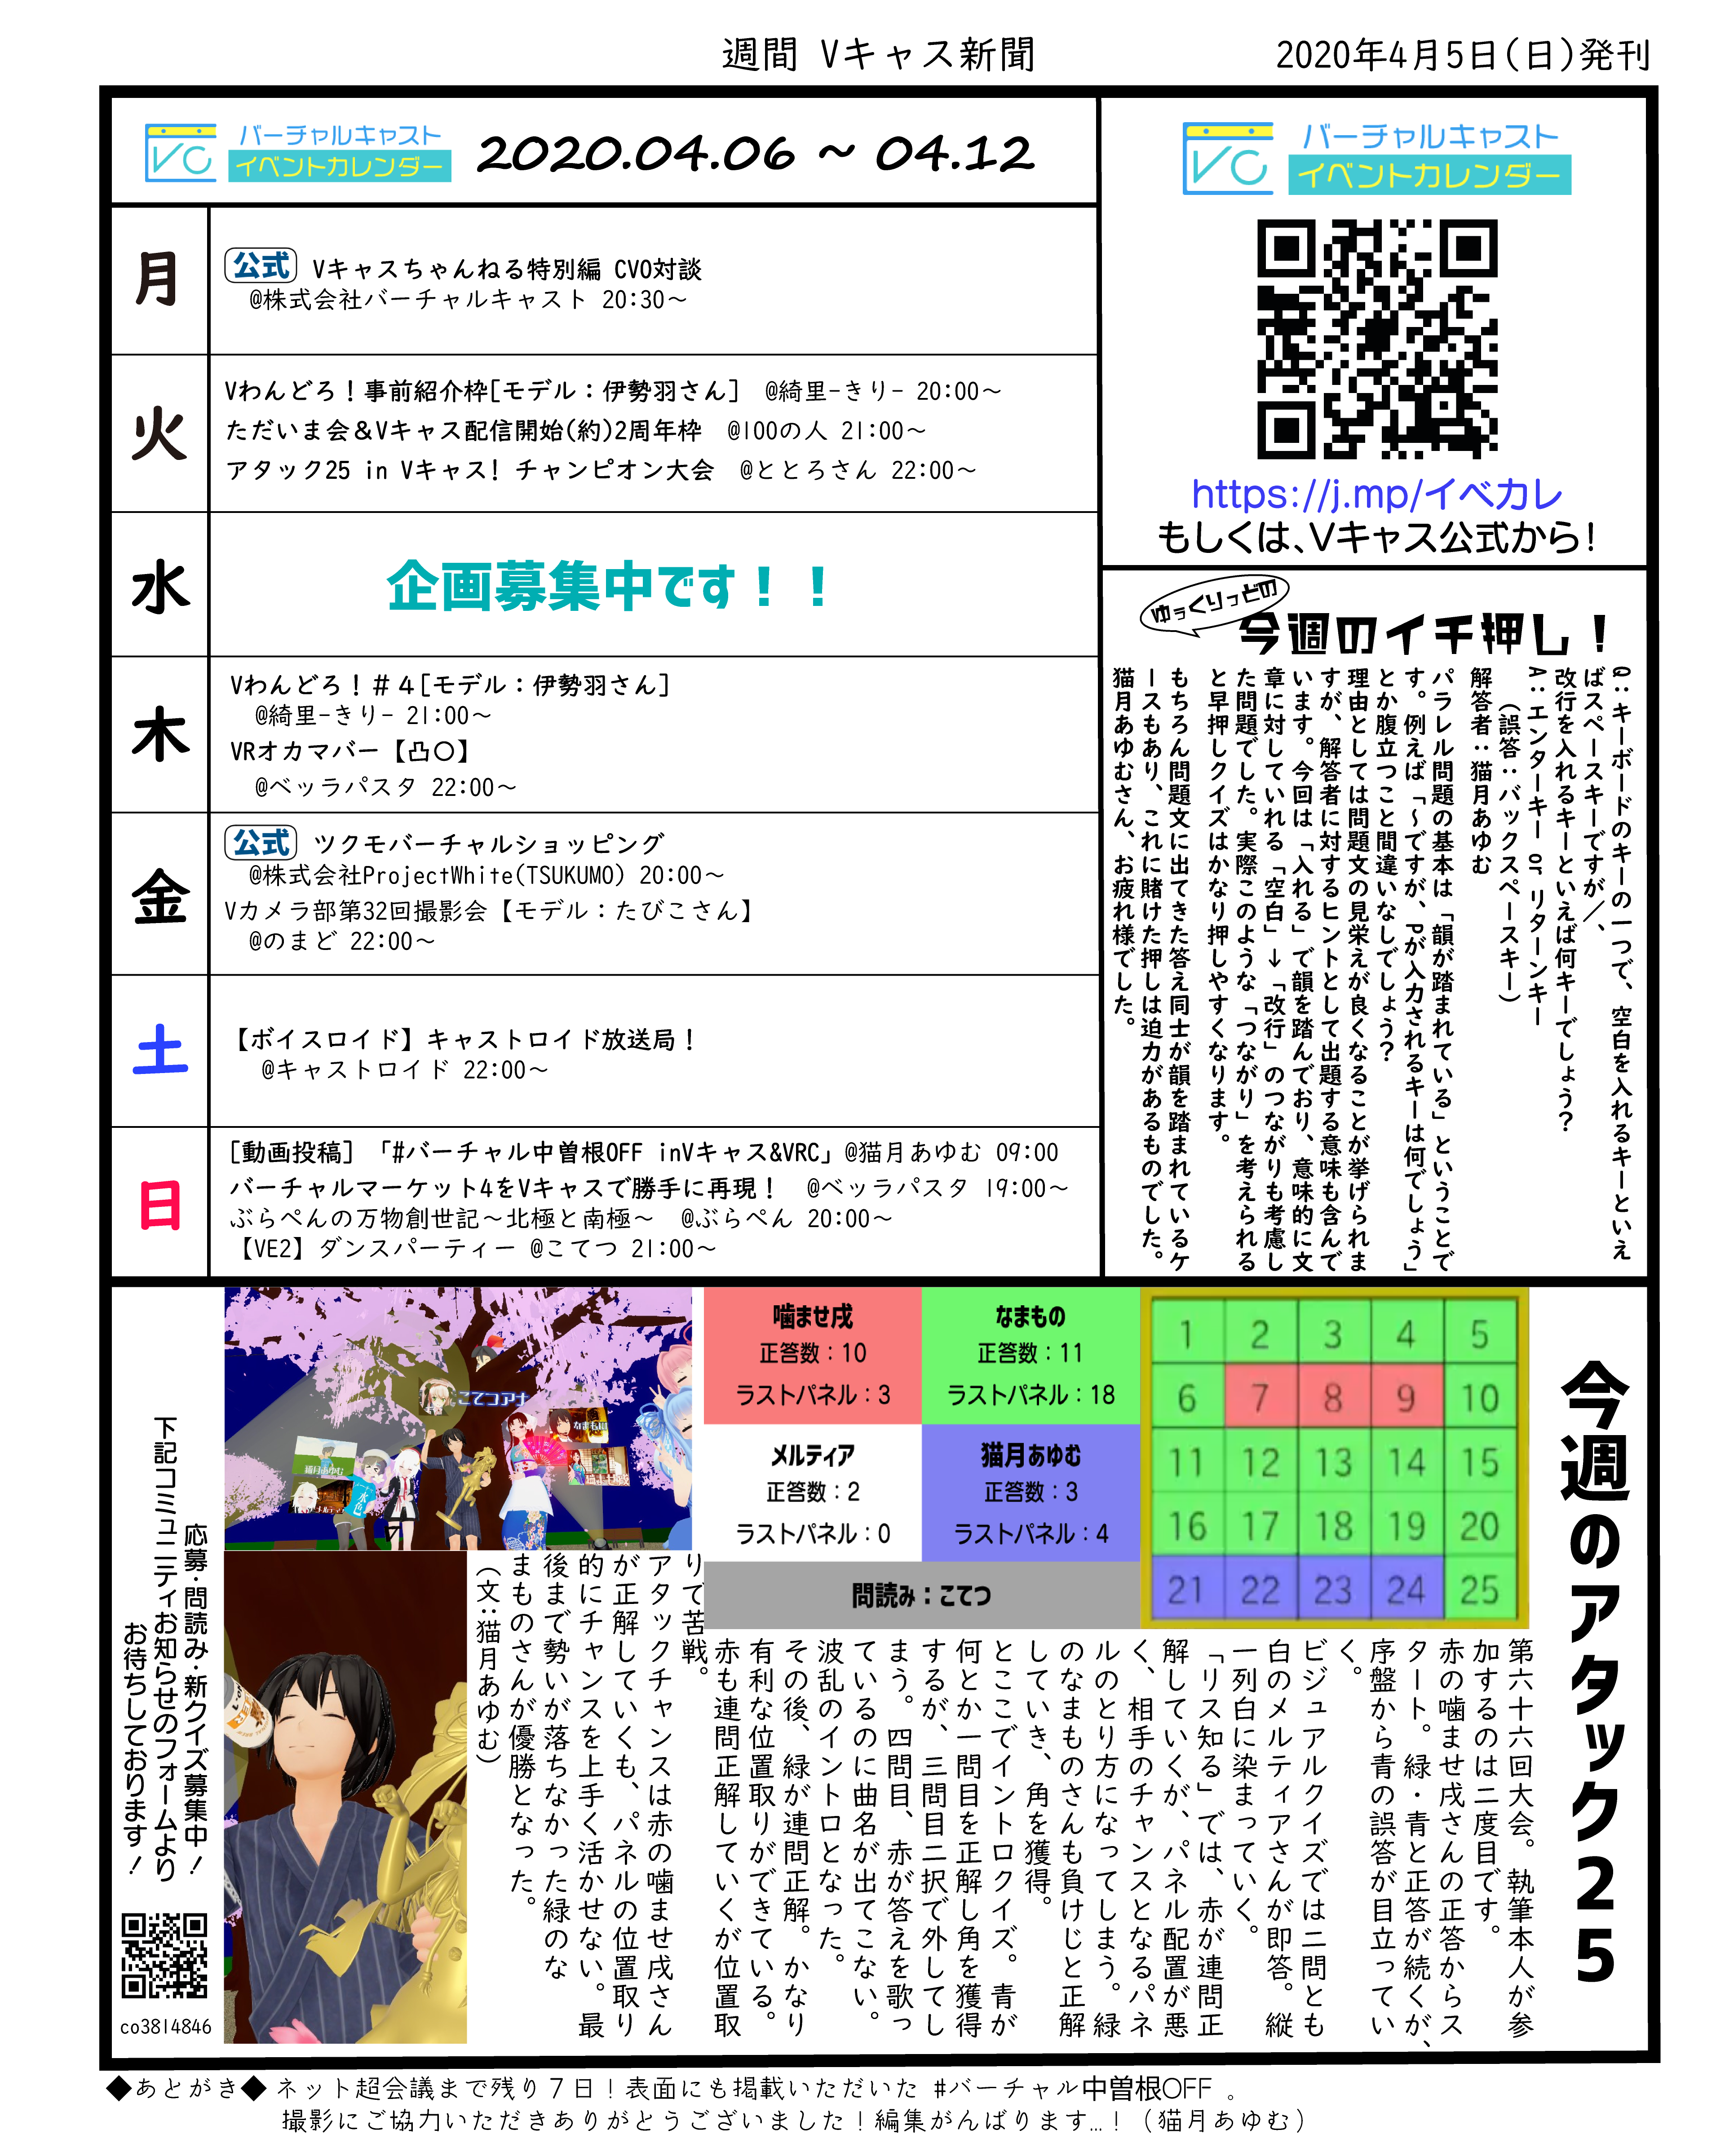 週間 Vキャス新聞
2020年4月5日(日)発刊
VC
バーチャルキャスト
イベントカレンダー
2020.04.06 ~ 04.12
月
公式 Vキャスちゃんねる特別編 CVO対談
@株式会社バーチャルキャスト 20:30～
火
Vわんどろ！事前紹介枠[モデル：伊勢羽さん] @綺里-きり- 20:00～
ただいま会＆Vキャス配信開始(約)2周年枠 @100の人 21:00～
アタック25 in Vキャス! チャンピオン大会 @ととろさん 22:00～
水
企画募集中です！！
木
Vわんどろ！＃４[モデル：伊勢羽さん]
@綺里-きり- 21:00～
VRオカマバー【凸〇】
@ベッラパスタ 22:00～
金
公式 ツクモバーチャルショッピング
@株式会社ProjectWhite(TSUKUMO) 20:00～
Vカメラ部第32回撮影会【モデル：たびこさん】
@のまど 22:00～
土
【ボイスロイド】キャストロイド放送局！
@キャストロイド 22:00～
日
[動画投稿] 「#バーチャル中曽根OFF inVキャス&VRC」@猫月あゆむ 09:00
バーチャルマーケット4をVキャスで勝手に再現！ @ベッラパスタ 19:00～
ぶらぺんの万物創世記～北極と南極～ @ぶらぺん 20:00～
【VE2】ダンスパーティー @こてつ 21:00～
VC
バーチャルキャスト
イベントカレンダー
https://j.mp/イベカレ
もしくは、Vキャス公式から！
ゆっくりっどの
今週のイチ押し！
Q：キーボードのキーの一つで、空白を入れるキーといえ
ばスペースキーですが／、
改行を入れるキーといえば何キーでしょう？
A：エンターキー or リターンキー
（誤答：バックスペースキー）
解答者：猫月あゆむ
パラレル問題の基本は「韻が踏まれている」ということで
す。例えば「～ですが、Pが入力されるキーは何でしょう」
とか腹立つこと間違いなしでしょう？
理由としては問題文の見栄えが良くなることが挙げられま
すが、解答者に対するヒントとして出題する意味も含んで
います。今回は「入れる」で韻を踏んでおり、意味的に文
章に対していれる「空白」→「改行」のつながりも考慮し
た問題でした。実際このような「つながり」を考えられる
と早押しクイズはかなり押しやすくなります。
もちろん問題文に出てきた答え同士が韻を踏まれているケ
ースもあり、これに賭けた押しは迫力があるものでした。
猫月あゆむさん、お疲れ様でした。
今週のアタック25
1 2 3 4 5
6 7 8 9 10
11 12 13 14 15
16 17 18 19 20
21 22 23 24 25
噛ませ戌
正答数：10
ラストパネル：3
なまもの
正答数：11
ラストパネル：18
メルティア
正答数：2
ラストパネル：0
猫月あゆむ
正答数：3
ラストパネル：4
問読み：こてつ
こてつアナ
猫月あゆむ
水色
第六十六回大会。執筆本人が参
加するのは二度目です。
赤の噛ませ戌さんの正答からス
タート。緑・青と正答が続くが、
序盤から青の誤答が目立ってい
く。
ビジュアルクイズでは二問とも
白のメルティアさんが即答。縦
一列白に染まっていく。
「リス知る」では、赤が連問正
解していくが、パネル配置が悪
く、相手のチャンスとなるパネ
ルのとり方になってしまう。緑
のなまものさんも負けじと正解
していき、角を獲得。
とここでイントロクイズ。青が
何とか一問目を正解し角を獲得
するが、三問目二択で外してし
まう。四問目、赤が答えを歌っ
ているのに曲名が出てこない。
波乱のイントロとなった。
その後、緑が連問正解。かなり
有利な位置取りができている。
赤も連問正解していくが位置取
りで苦戦。
アタックチャンスは赤の噛ませ戌さん
が正解していくも、パネルの位置取り
的にチャンスを上手く活かせない。最
後まで勢いが落ちなかった緑のな
まものさんが優勝となった。
（文：猫月あゆむ）
応募・問読み・新クイズ募集中！
下記コミュニティお知らせのフォームより
お待ちしております！
co3814846
◆あとがき◆ ネット超会議まで残り７日！表面にも掲載いただいた #バーチャル中曽根OFF 。
撮影にご協力いただきありがとうございました！編集がんばります…！（猫月あゆむ）